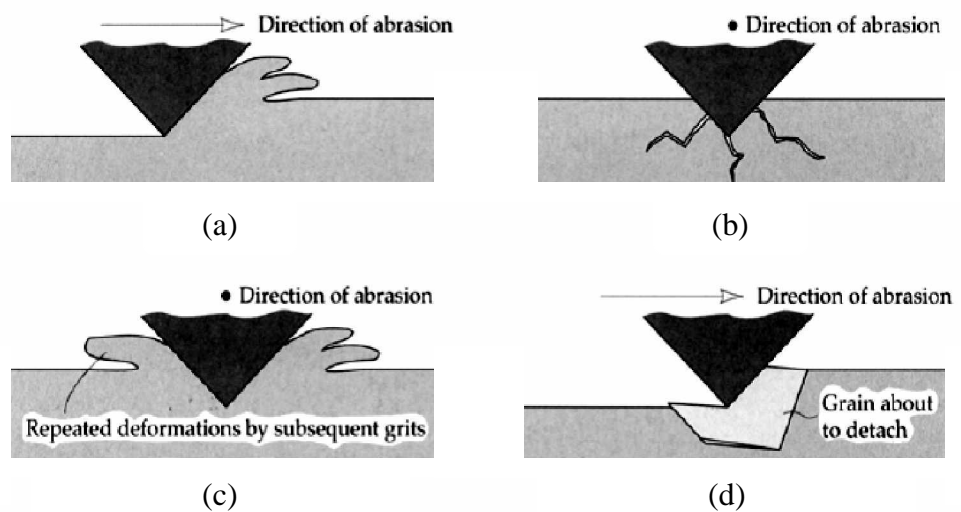 Direction of abrasion
Direction of abrasion
(a)
(b)
Direction of abrasion
Direction of abrasion
Repeated deformations by subsequent grits
Grain about
to detach
(c)
(d)